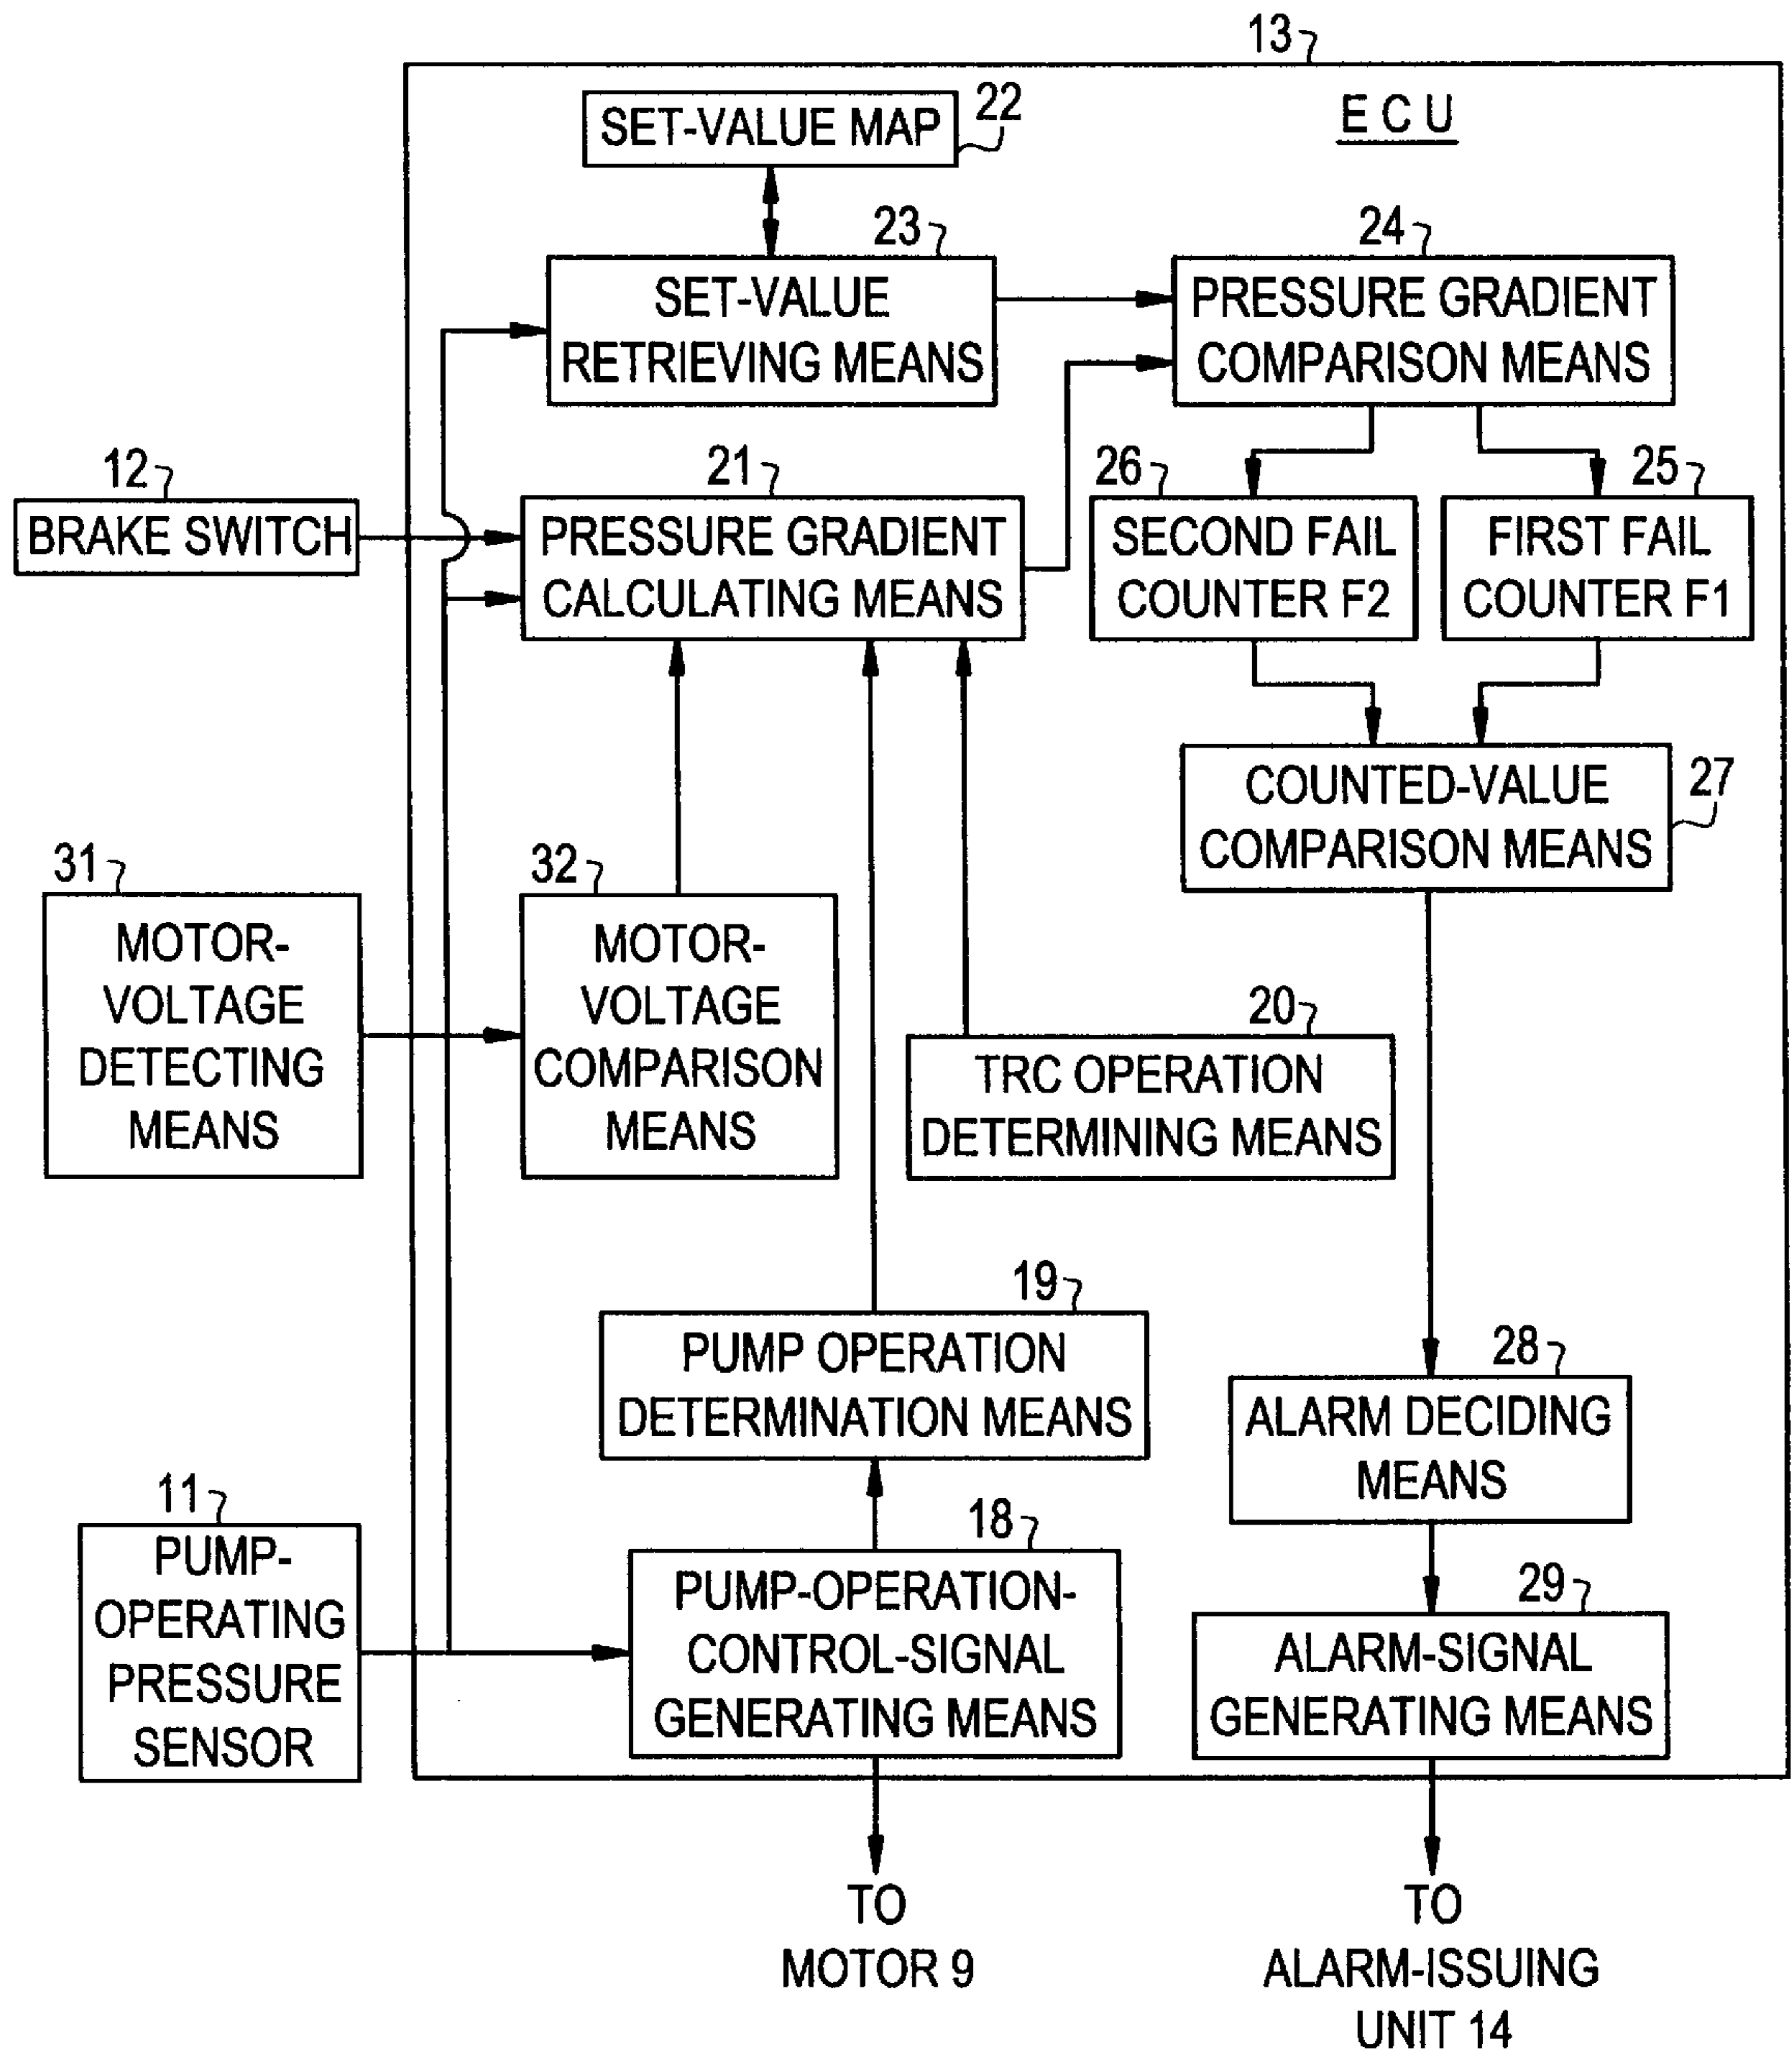 13
ECU
SET-VALUE MAP
22
23
SET-VALUE
RETRIEVING MEANS
24
PRESSURE GRADIENT
COMPARISON MEANS
12
BRAKE SWITCH
21
PRESSURE GRADIENT
CALCULATING MEANS
26
SECOND FAIL
COUNTER F2
25
FIRST FAIL
COUNTER F1
COUNTED-VALUE
COMPARISON MEANS
27
31
MOTOR-
VOLTAGE
DETECTING
MEANS
32
MOTOR-
VOLTAGE
COMPARISON
MEANS
20
TRC OPERATION
DETERMINING MEANS
19
PUMP OPERATION
DETERMINATION MEANS
28
ALARM DECIDING
MEANS
11
PUMP-
OPERATING
PRESSURE
SENSOR
18
PUMP-OPERATION-
CONTROL-SIGNAL
GENERATING MEANS
29
ALARM-SIGNAL
GENERATING MEANS
TO
MOTOR 9
TO
ALARM-ISSUING
UNIT 14